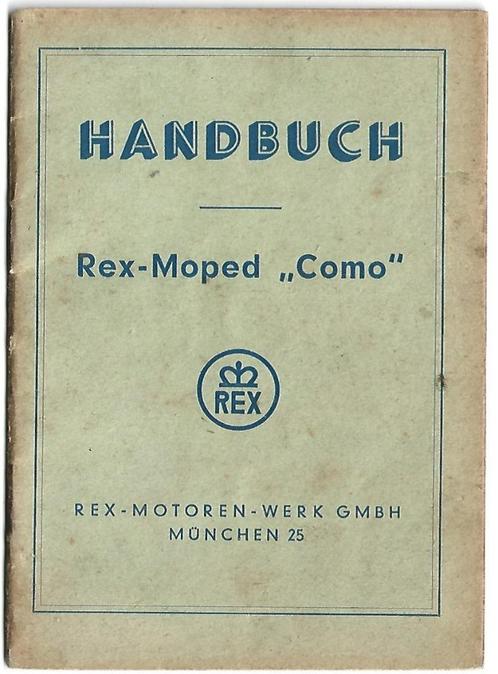 HANDBUCH
Rex-Moped „Como“
REX
REX-MOTOREN-WERK GMBH
MÜNCHEN 25